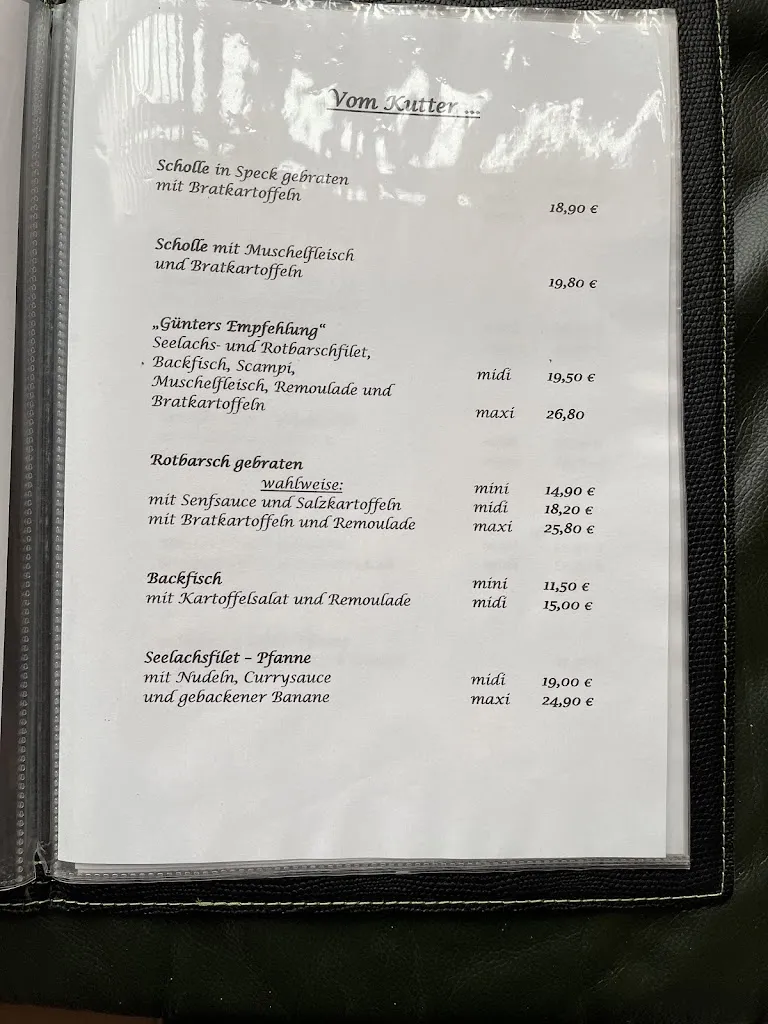 Vom Kutter ...
Scholle in Speck gebraten
mit Bratkartoffeln
18,90 €
Scholle mit Muschelfleisch
und Bratkartoffeln
19,80 €
„Günters Empfehlung“
Seelachs- und Rotbarschfilet,
Backfisch, Scampi, midi 19,50 €
Muschelfleisch, Remoulade und
Bratkartoffeln maxi 26,80
Rotbarsch gebraten
wahlweise: mini 14,90 €
mit Senfsauce und Salzkartoffeln midi 18,20 €
mit Bratkartoffeln und Remoulade maxi 25,80 €
Backfisch mini 11,50 €
mit Kartoffelsalat und Remoulade midi 15,00 €
Seelachsfilet – Pfanne
mit Nudeln, Currysauce midi 19,00 €
und gebackener Banane maxi 24,90 €